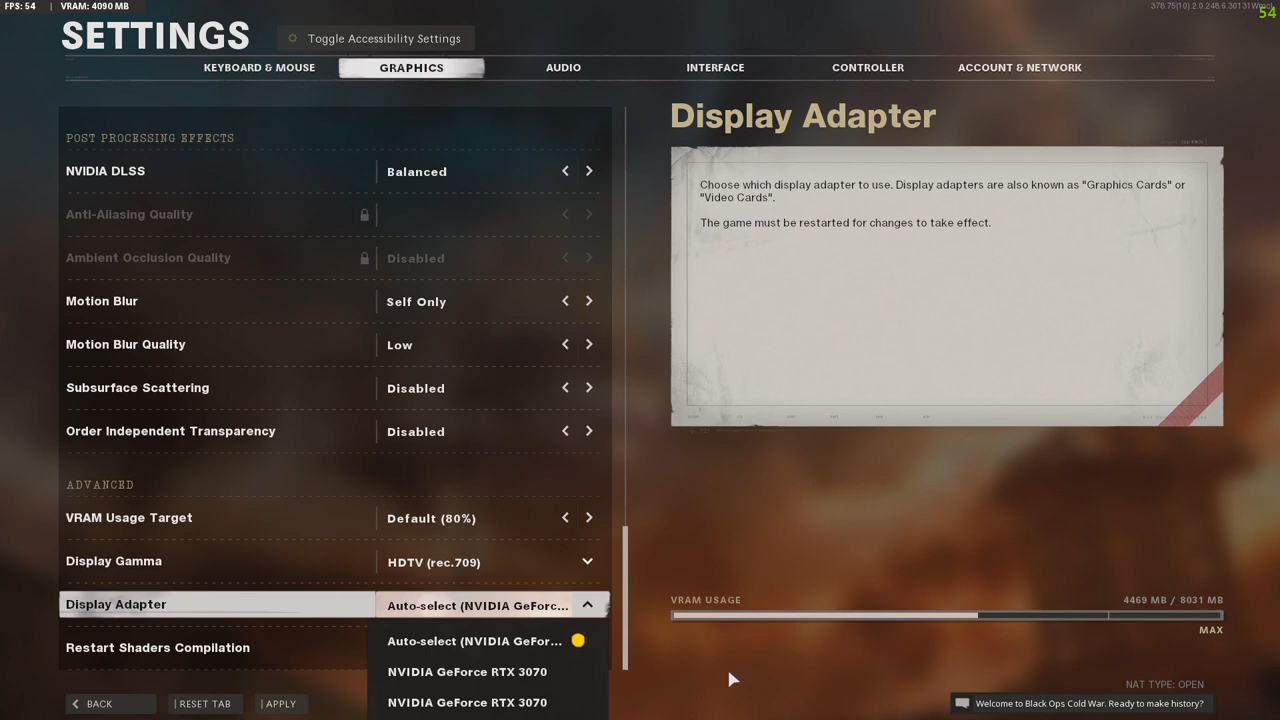 FPS: 54 | VRAM: 4090 MB
54
SETTINGS
Toggle Accessibility Settings
KEYBOARD & MOUSE
GRAPHICS
AUDIO
INTERFACE
CONTROLLER
ACCOUNT & NETWORK
POST PROCESSING EFFECTS
NVIDIA DLSS Balanced
Anti-Aliasing Quality
Ambient Occlusion Quality Disabled
Motion Blur Self Only
Motion Blur Quality Low
Subsurface Scattering Disabled
Order Independent Transparency Disabled
ADVANCED
VRAM Usage Target Default (80%)
Display Gamma HDTV (rec.709)
Display Adapter Auto-select (NVIDIA GeForc...
Auto-select (NVIDIA GeFor...
Restart Shaders Compilation
NVIDIA GeForce RTX 3070
NVIDIA GeForce RTX 3070
BACK
RESET TAB
APPLY
Display Adapter
Choose which display adapter to use. Display adapters are also known as "Graphics Cards" or
"Video Cards".
The game must be restarted for changes to take effect.
VRAM USAGE
4469 MB / 8031 MB
MAX
NAT TYPE: OPEN
Welcome to Black Ops Cold War. Ready to make history?